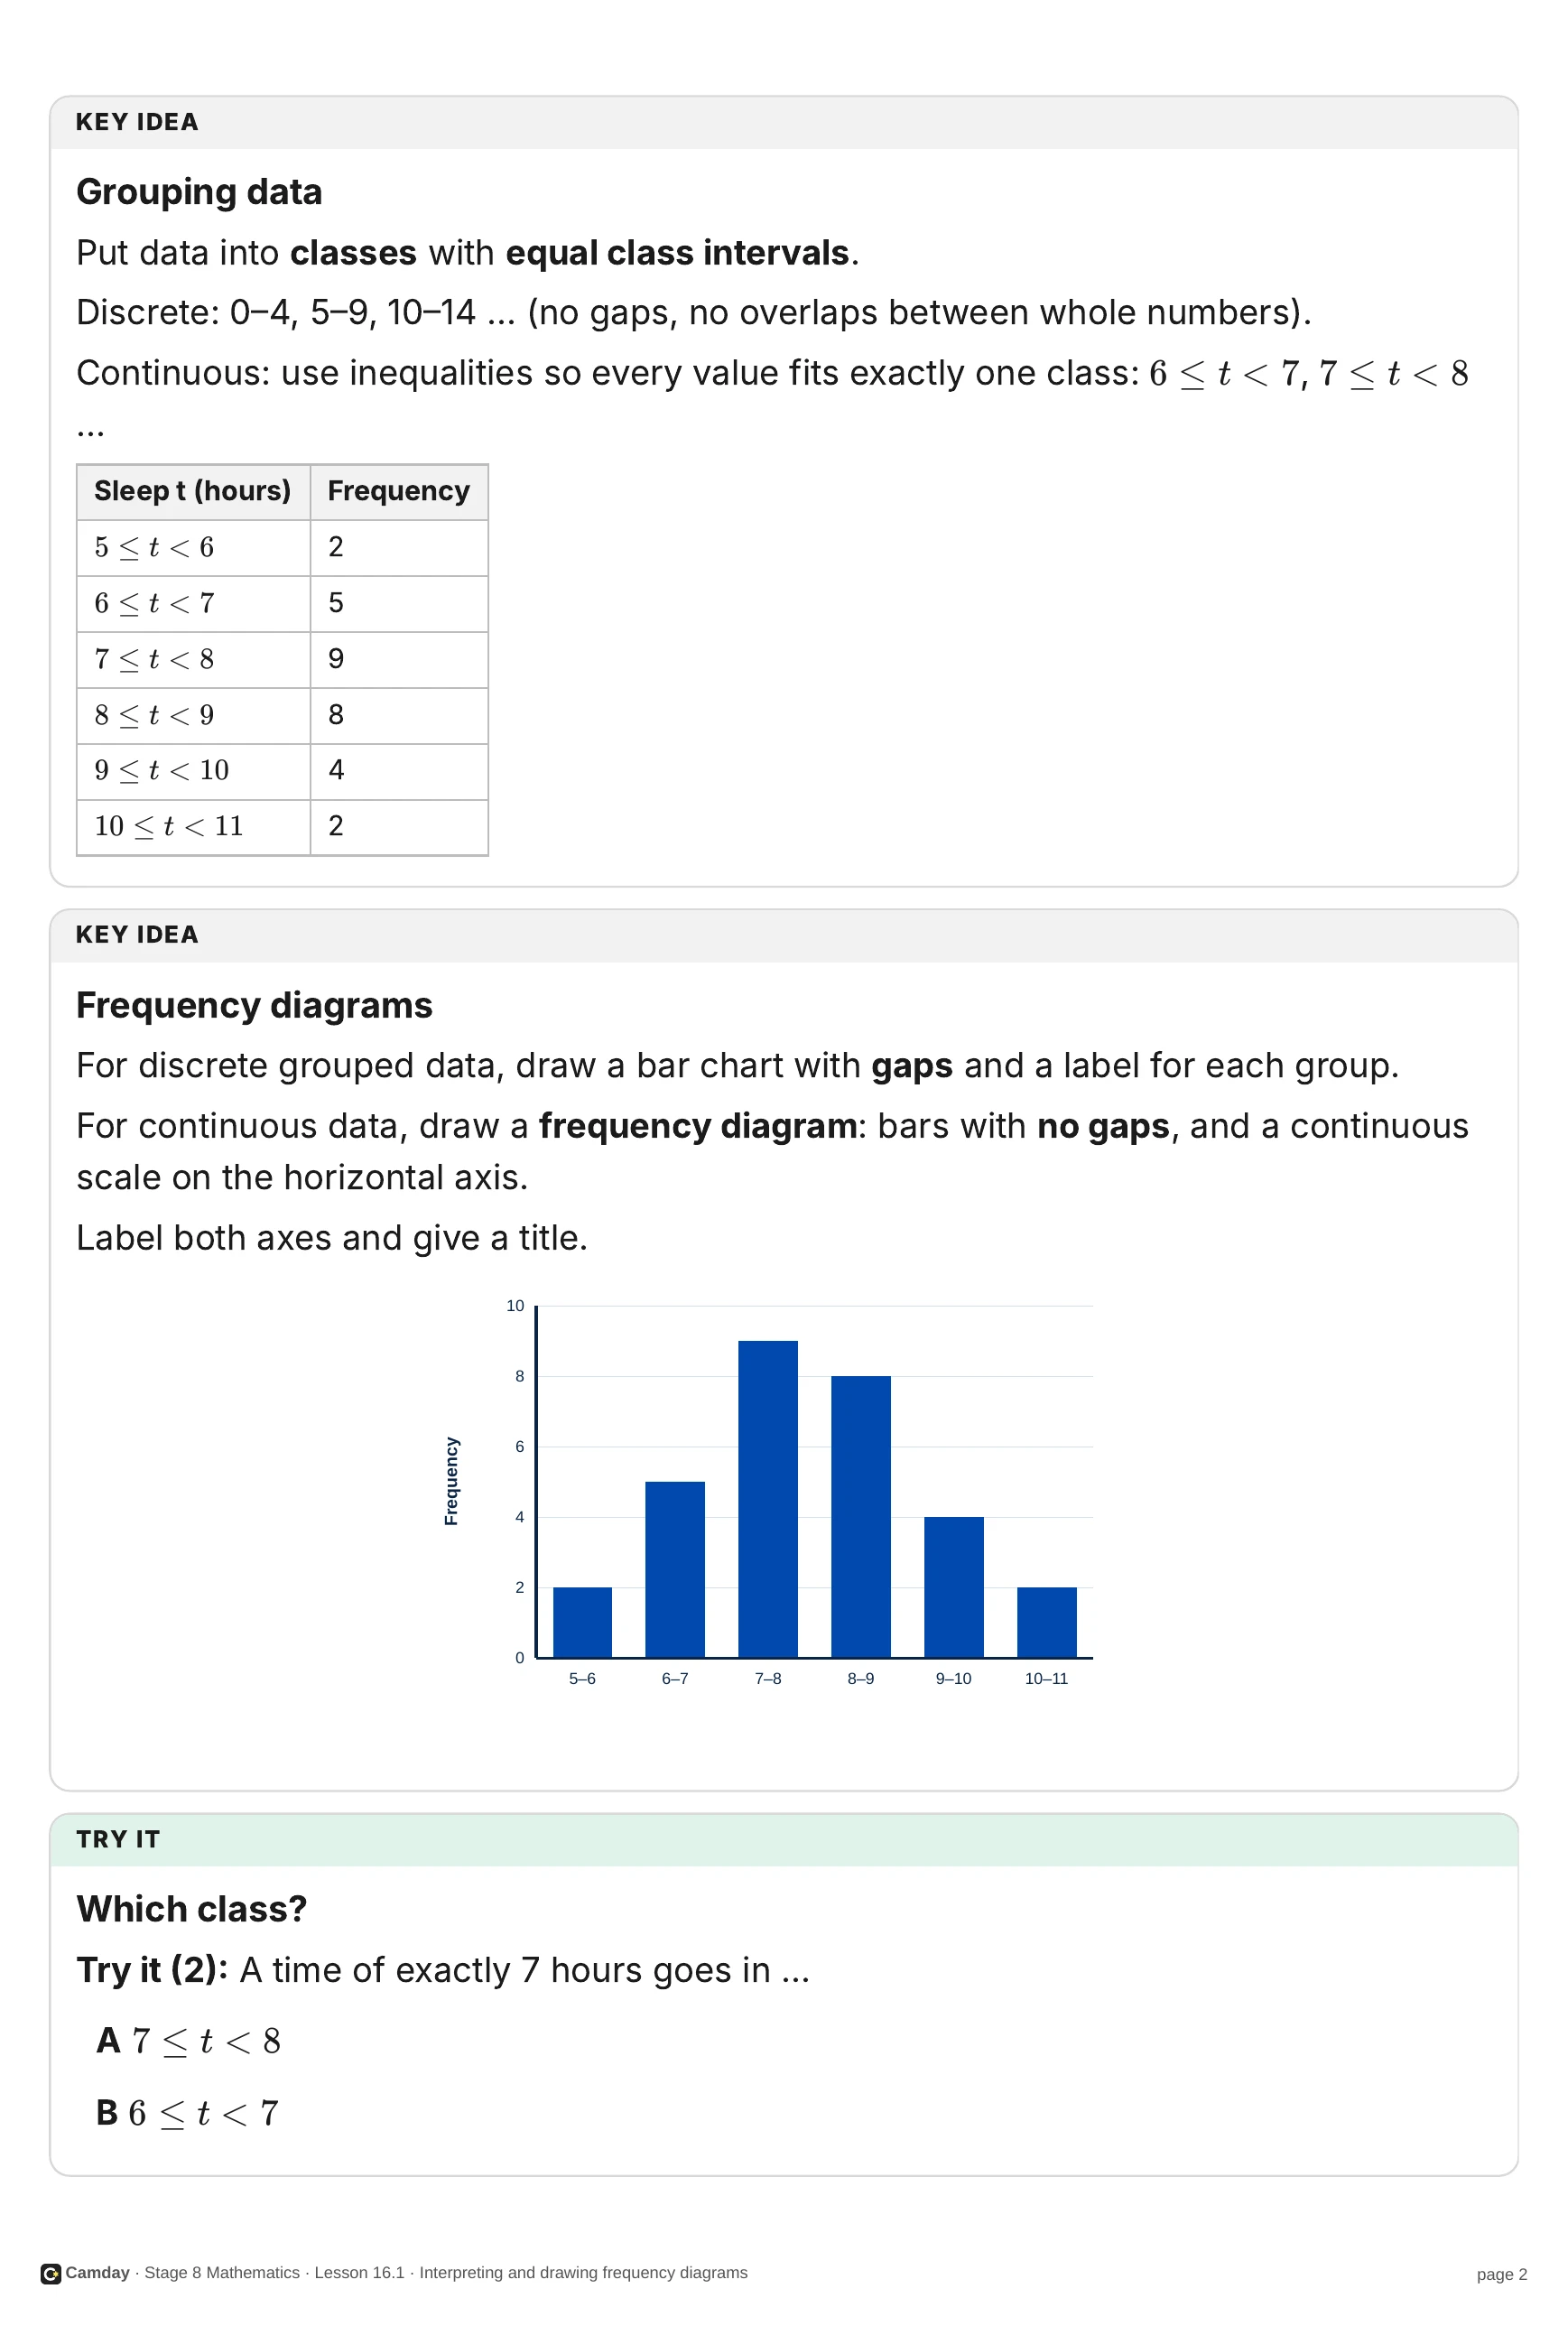 KEY IDEA
Grouping data
Put data into classes with equal class intervals.
Discrete: 0–4, 5–9, 10–14 … (no gaps, no overlaps between whole numbers).
Continuous: use inequalities so every value fits exactly one class: 6 ≤ t < 7, 7 ≤ t < 8
…
Sleep t (hours) Frequency
5 ≤ t < 6 2
6 ≤ t < 7 5
7 ≤ t < 8 9
8 ≤ t < 9 8
9 ≤ t < 10 4
10 ≤ t < 11 2
KEY IDEA
Frequency diagrams
For discrete grouped data, draw a bar chart with gaps and a label for each group.
For continuous data, draw a frequency diagram: bars with no gaps, and a continuous
scale on the horizontal axis.
Label both axes and give a title.
Frequency
10
8
6
4
2
0
5–6 6–7 7–8 8–9 9–10 10–11
TRY IT
Which class?
Try it (2): A time of exactly 7 hours goes in …
A 7 ≤ t < 8
B 6 ≤ t < 7
Camday · Stage 8 Mathematics · Lesson 16.1 · Interpreting and drawing frequency diagrams page 2